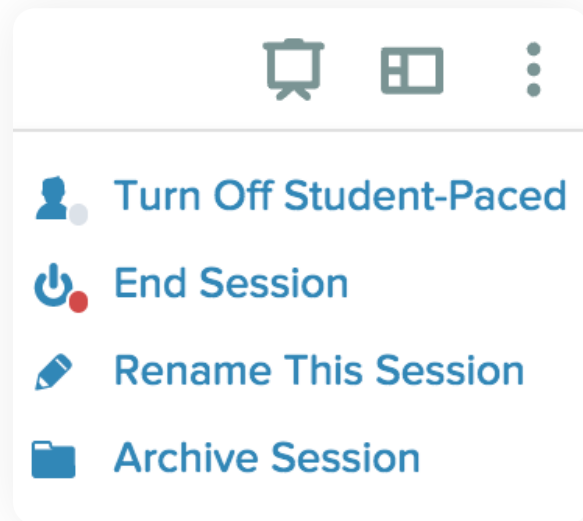 Turn Off Student-Paced
End Session
Rename This Session
Archive Session